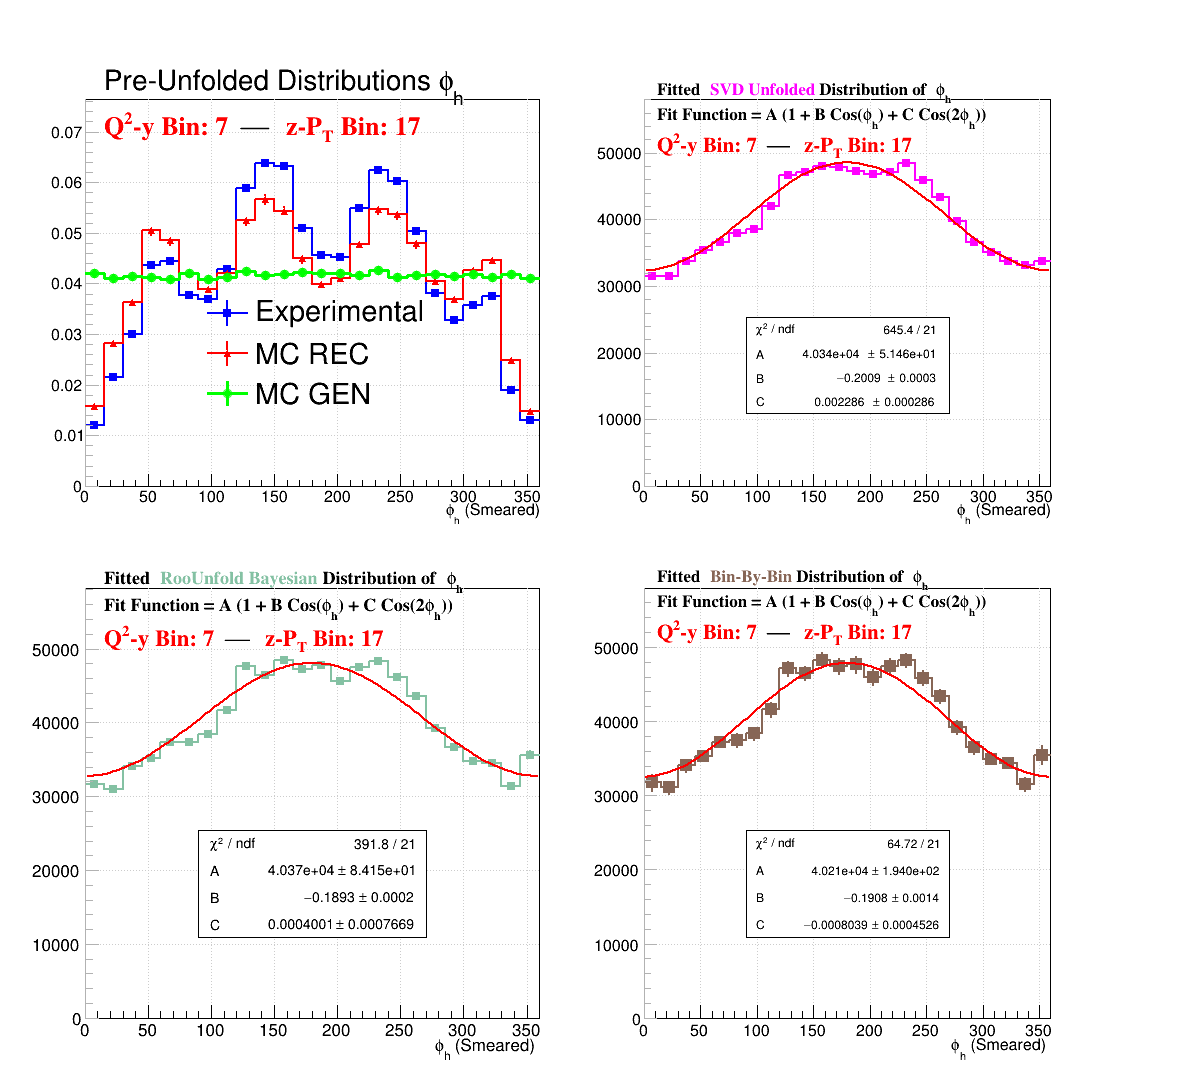 Pre-Unfolded Distributions ϕh
Q²-y Bin: 7 — z-PT Bin: 17
0.07
0.06
0.05
0.04
0.03
0.02
0.01
0
Experimental
MC REC
MC GEN
0 50 100 150 200 250 300 350
ϕh (Smeared)
Fitted SVD Unfolded Distribution of ϕh
Fit Function = A (1 + B Cos(ϕh) + C Cos(2ϕh))
Q²-y Bin: 7 — z-PT Bin: 17
50000
40000
30000
20000
10000
0
χ² / ndf 645.4 / 21
A 4.034e+04 ± 5.146e+01
B −0.2009 ± 0.0003
C 0.002286 ± 0.000286
0 50 100 150 200 250 300 350
ϕh (Smeared)
Fitted RooUnfold Bayesian Distribution of ϕh
Fit Function = A (1 + B Cos(ϕh) + C Cos(2ϕh))
Q²-y Bin: 7 — z-PT Bin: 17
50000
40000
30000
20000
10000
0
χ² / ndf 391.8 / 21
A 4.037e+04 ± 8.415e+01
B −0.1893 ± 0.0002
C 0.0004001 ± 0.0007669
0 50 100 150 200 250 300 350
ϕh (Smeared)
Fitted Bin-By-Bin Distribution of ϕh
Fit Function = A (1 + B Cos(ϕh) + C Cos(2ϕh))
Q²-y Bin: 7 — z-PT Bin: 17
50000
40000
30000
20000
10000
0
χ² / ndf 64.72 / 21
A 4.021e+04 ± 1.940e+02
B −0.1908 ± 0.0014
C −0.0008039 ± 0.0004526
0 50 100 150 200 250 300 350
ϕh (Smeared)